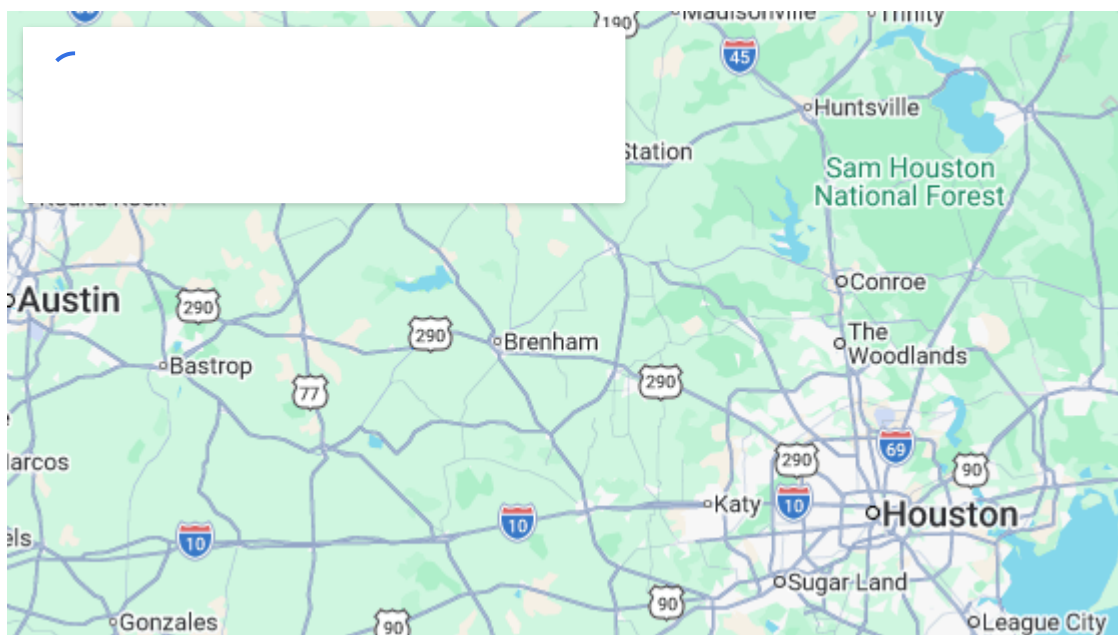 190
Madisonville
Trinity
45
Huntsville
Station
Sam Houston
National Forest
Austin
290
Conroe
290
Brenham
The
Woodlands
Bastrop
77
290
290
69
90
10
Katy
Houston
10
10
Sugar Land
90
Gonzales
90
League City